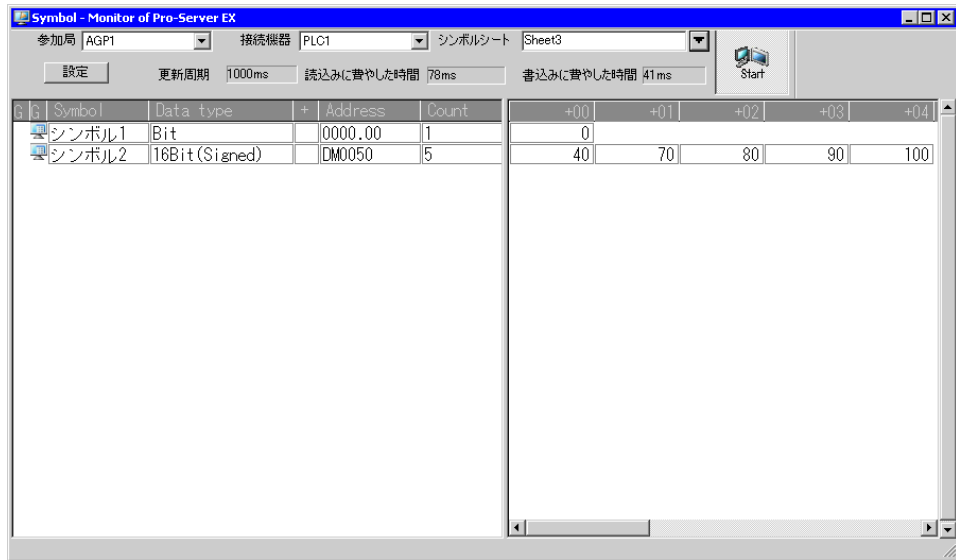 Symbol - Monitor of Pro-Server EX
参加局 AGP1 接続機器 PLC1 シンボルシート Sheet3
設定 更新周期 1000ms 読込みに費やした時間 78ms 書込みに費やした時間 41ms Start
G G Symbol Data type + Address Count +00 +01 +02 +03 +04
シンボル1 Bit 0000.00 1 0
シンボル2 16Bit(Signed) DM0050 5 40 70 80 90 100